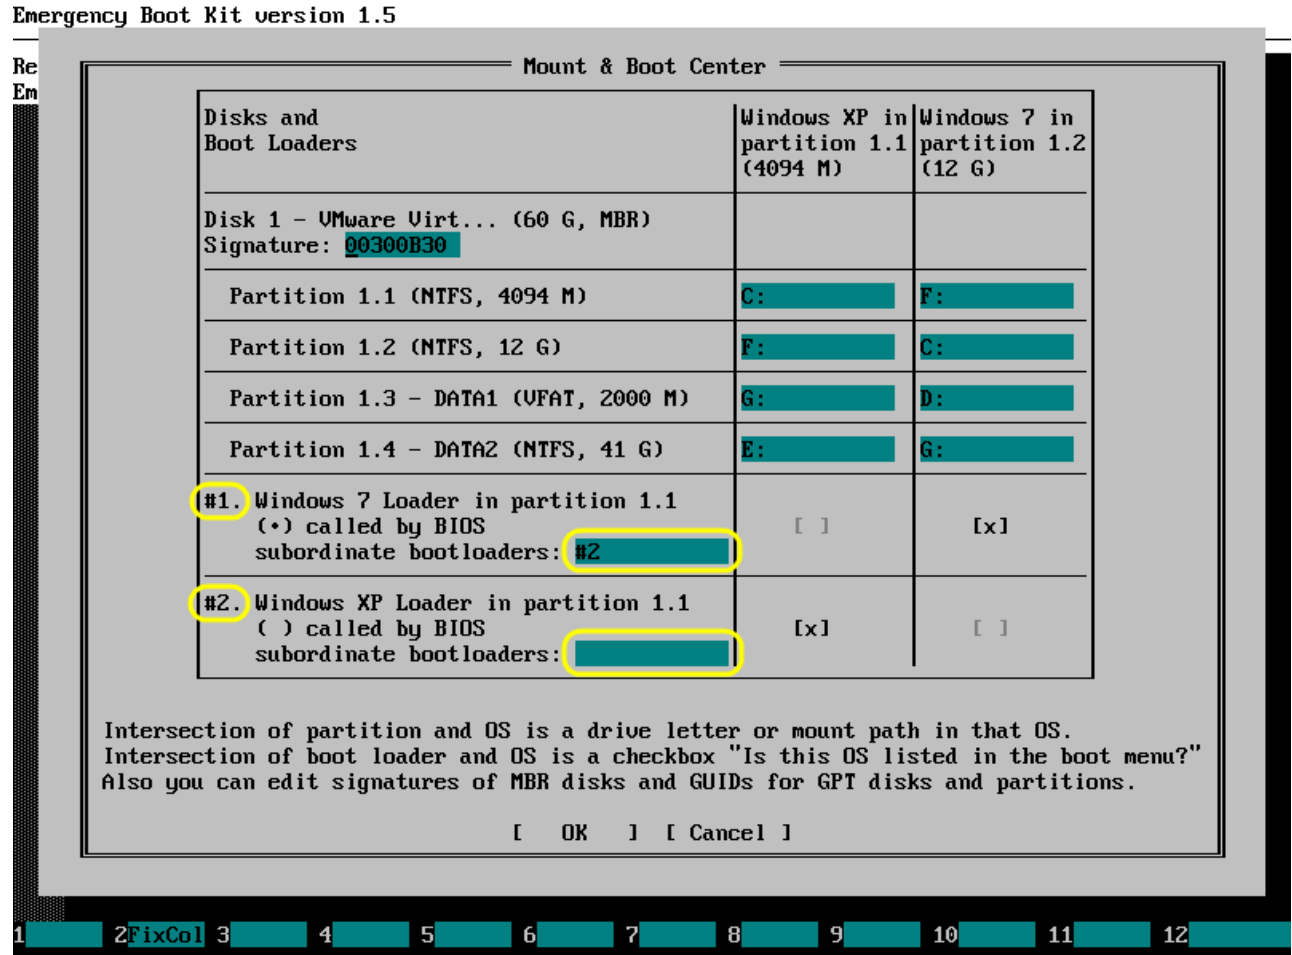 Emergency Boot Kit version 1.5
Re
Em
Mount & Boot Center
Disks and Boot Loaders
Windows XP in partition 1.1 (4094 M)
Windows 7 in partition 1.2 (12 G)
Disk 1 - VMware Virt... (60 G, MBR)
Signature: 00300B30
Partition 1.1 (NTFS, 4094 M) C: F:
Partition 1.2 (NTFS, 12 G) F: C:
Partition 1.3 - DATA1 (VFAT, 2000 M) G: D:
Partition 1.4 - DATA2 (NTFS, 41 G) E: G:
#1. Windows 7 Loader in partition 1.1
(•) called by BIOS [ ] [x]
subordinate bootloaders: #2
#2. Windows XP Loader in partition 1.1
( ) called by BIOS [x] [ ]
subordinate bootloaders:
Intersection of partition and OS is a drive letter or mount path in that OS.
Intersection of boot loader and OS is a checkbox "Is this OS listed in the boot menu?"
Also you can edit signatures of MBR disks and GUIDs for GPT disks and partitions.
[ OK ] [ Cancel ]
1 2FixCol 3 4 5 6 7 8 9 10 11 12